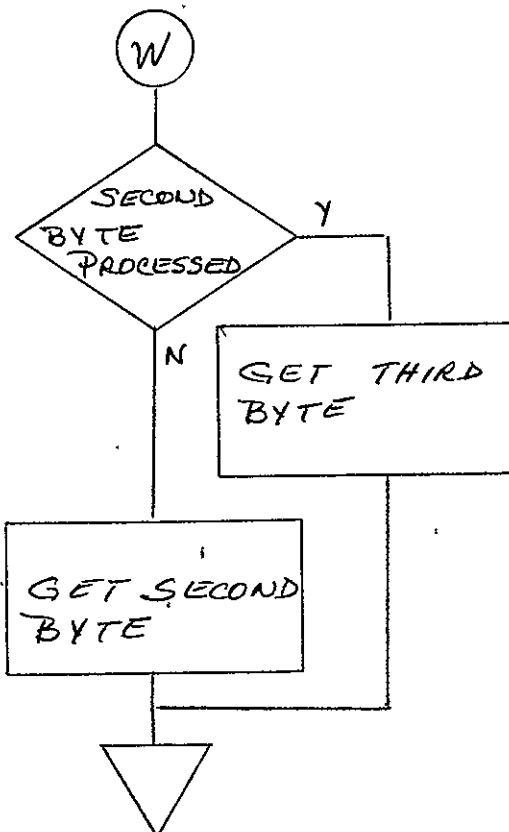 W
SECOND
BYTE
PROCESSED
Y
N
GET THIRD
BYTE
GET SECOND
BYTE